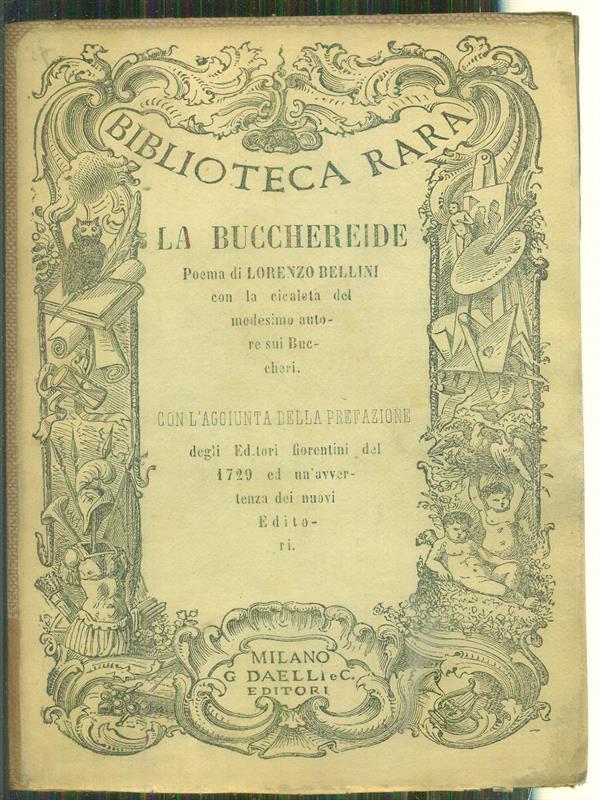 BIBLIOTECA RARA
LA BUCCHEREIDE
Poema di LORENZO BELLINI
con la cicalata del
medesimo auto-
re sui Buc-
cheri.
CON L'AGGIUNTA DELLA PREFAZIONE
degli Editori fiorentini del
1729 ed un'avver-
tenza dei nuovi
Edito-
ri.
MILANO
G. DAELLI e C.
EDITORI